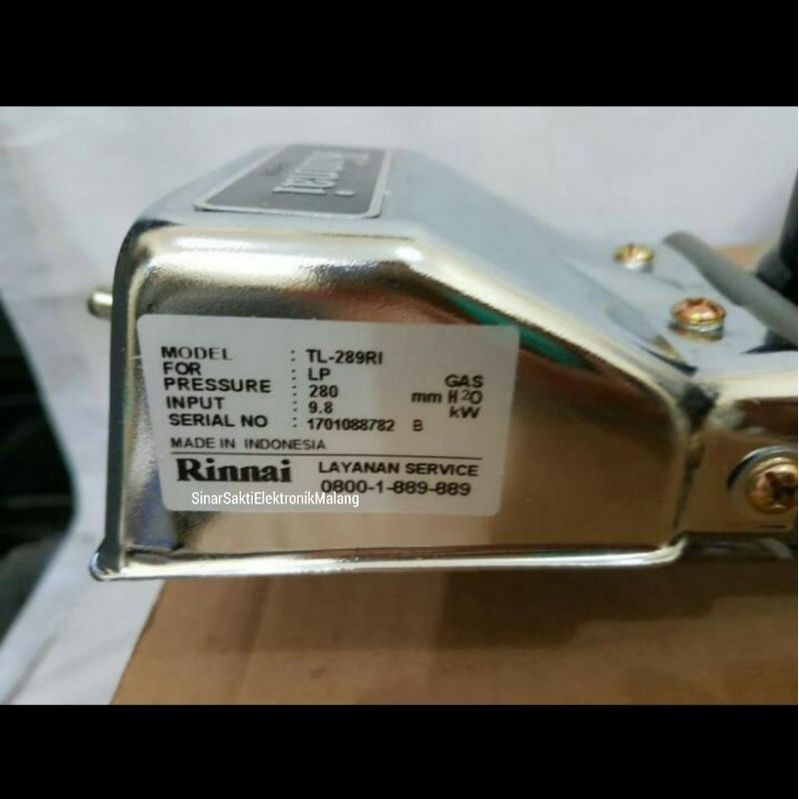 Rinnai
MODEL : TL-289RI
FOR : LP GAS
PRESSURE : 280 mm H2O
INPUT : 9.8 kW
SERIAL NO : 1701088782 B
MADE IN INDONESIA
Rinnai LAYANAN SERVICE
0800-1-889-889
SinarSaktiElektronikMalang